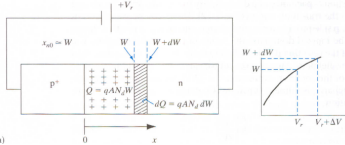 +V_r
x_n0 ≃ W
W
W+dW
W + dW
W
p+
Q = qAN_dW
n
dQ = qAN_d dW
V_r
V_r+ΔV
a)
0
x